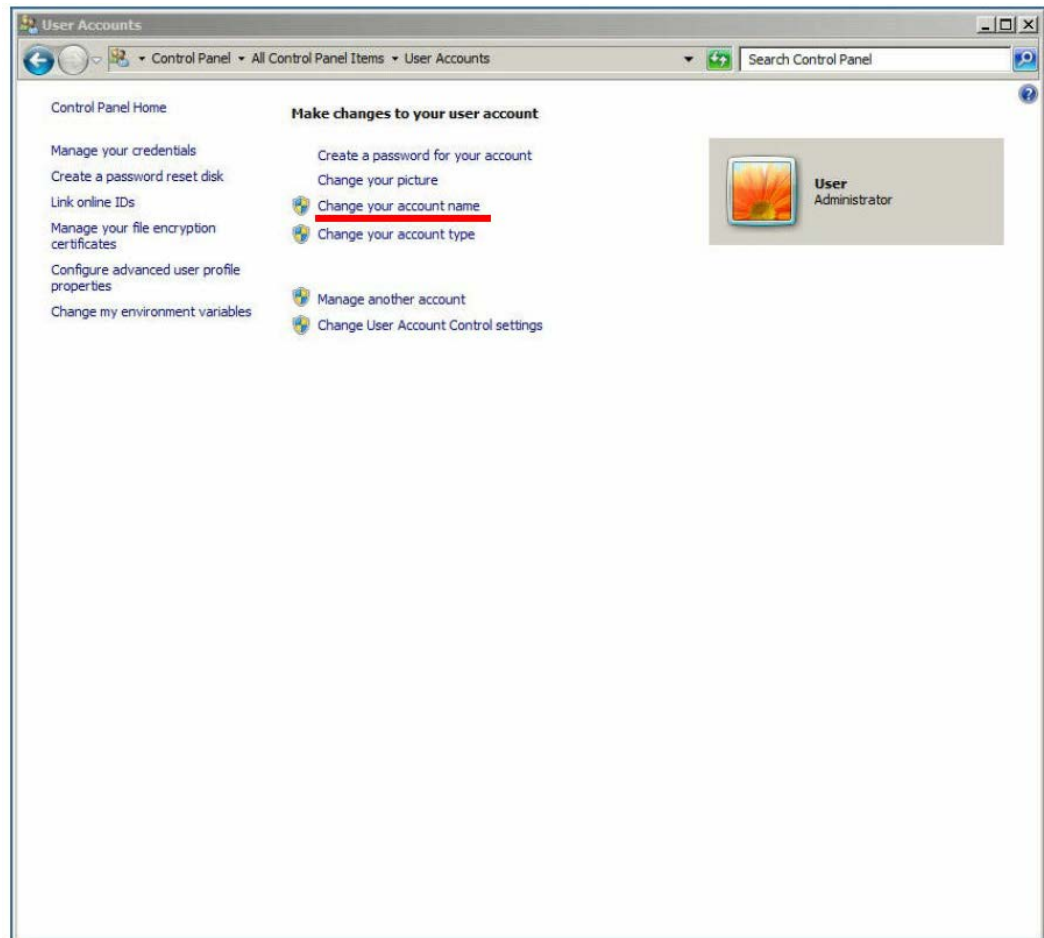 User Accounts
Control Panel All Control Panel Items User Accounts
Search Control Panel
Control Panel Home
Manage your credentials
Create a password reset disk
Link online IDs
Manage your file encryption
certificates
Configure advanced user profile
properties
Change my environment variables
Make changes to your user account
Create a password for your account
Change your picture
Change your account name
Change your account type
Manage another account
Change User Account Control settings
User
Administrator